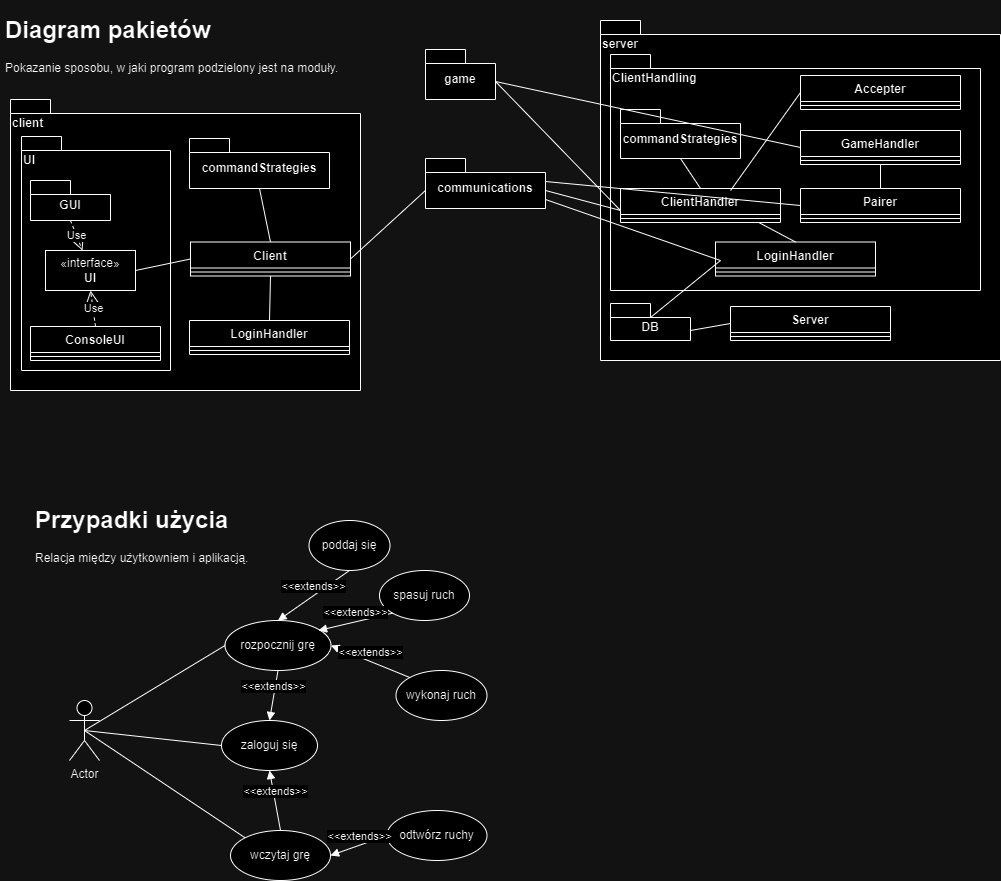 Diagram pakietów
Pokazanie sposobu, w jaki program podzielony jest na moduły.
client
UI
GUI
Use
«interface»
UI
Use
ConsoleUI
commandStrategies
Client
LoginHandler
game
communications
server
ClientHandling
commandStrategies
Accepter
GameHandler
ClientHandler
Pairer
LoginHandler
DB
Server
Przypadki użycia
Relacja między użytkowniem i aplikacją.
poddaj się
<<extends>>
spasuj ruch
<<extends>>
rozpocznij grę
<<extends>>
wykonaj ruch
<<extends>>
zaloguj się
Actor
<<extends>>
odtwórz ruchy
<<extends>>
wczytaj grę